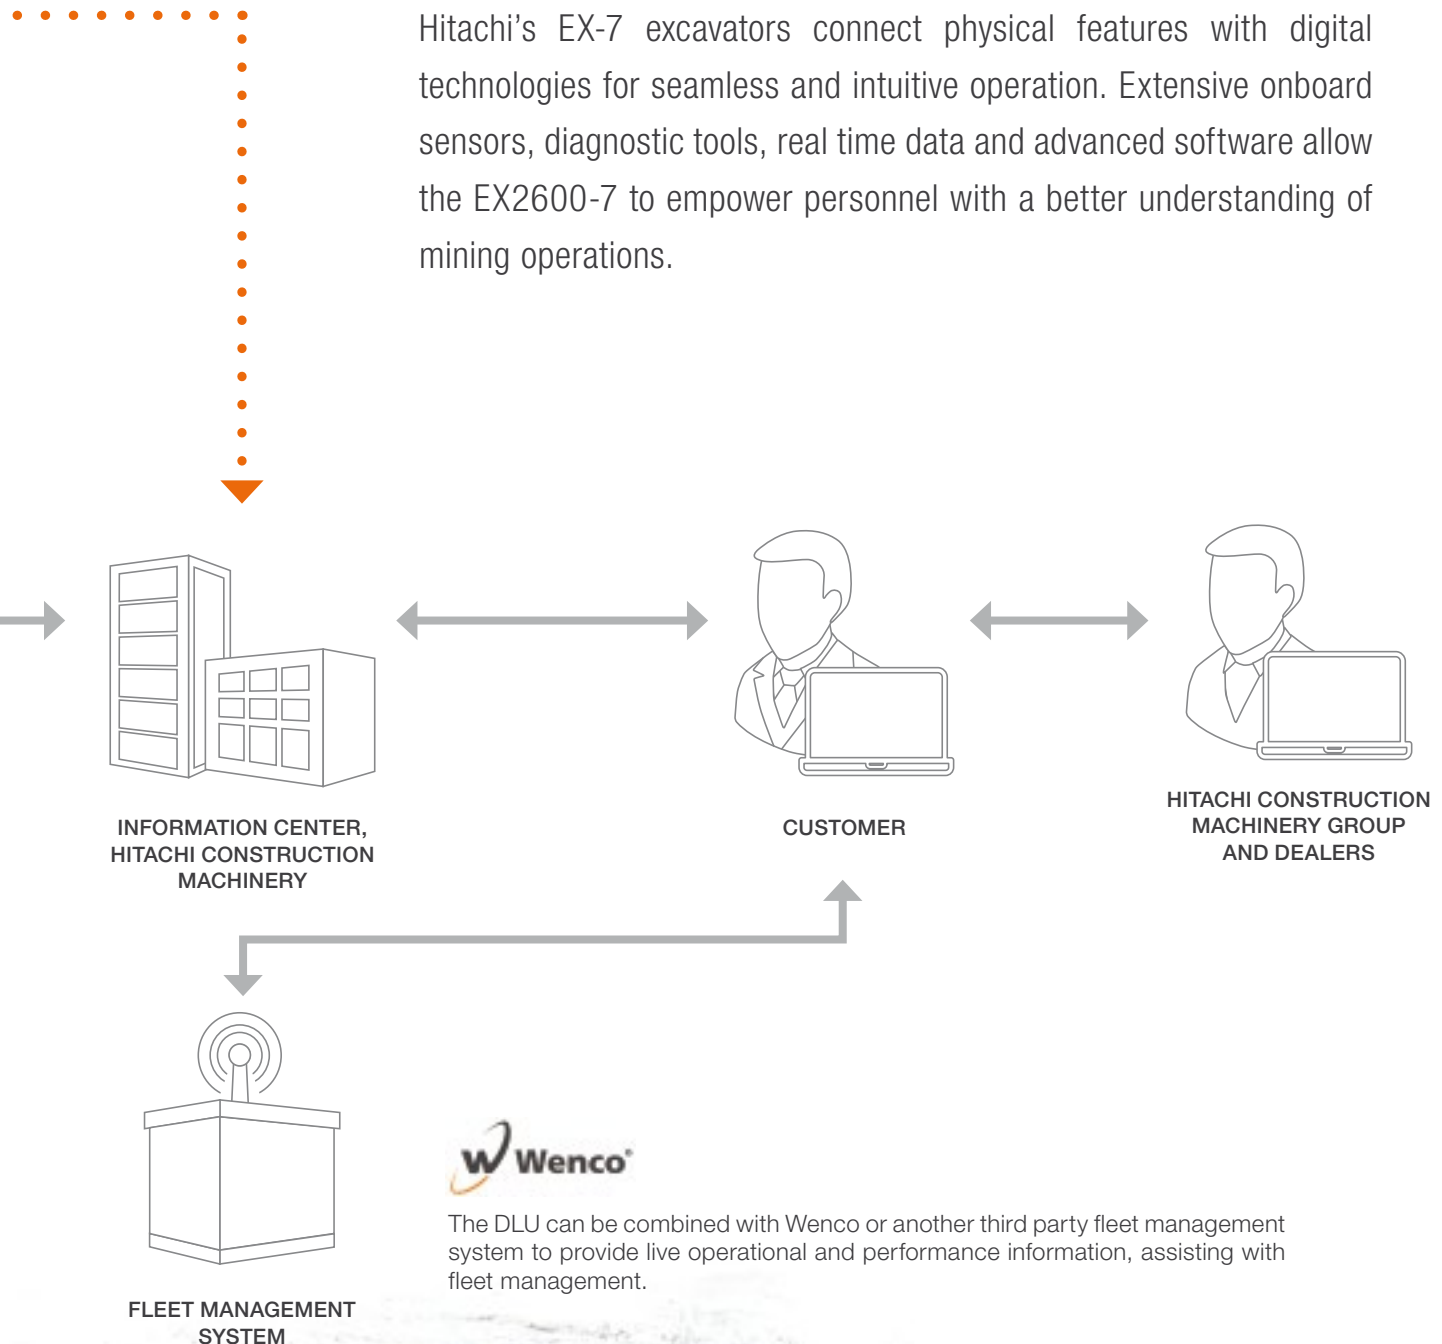 Hitachi’s EX-7 excavators connect physical features with digital
technologies for seamless and intuitive operation. Extensive onboard
sensors, diagnostic tools, real time data and advanced software allow
the EX2600-7 to empower personnel with a better understanding of
mining operations.
INFORMATION CENTER,
HITACHI CONSTRUCTION
MACHINERY
CUSTOMER
HITACHI CONSTRUCTION
MACHINERY GROUP
AND DEALERS
Wenco®
The DLU can be combined with Wenco or another third party fleet management
system to provide live operational and performance information, assisting with
fleet management.
FLEET MANAGEMENT
SYSTEM